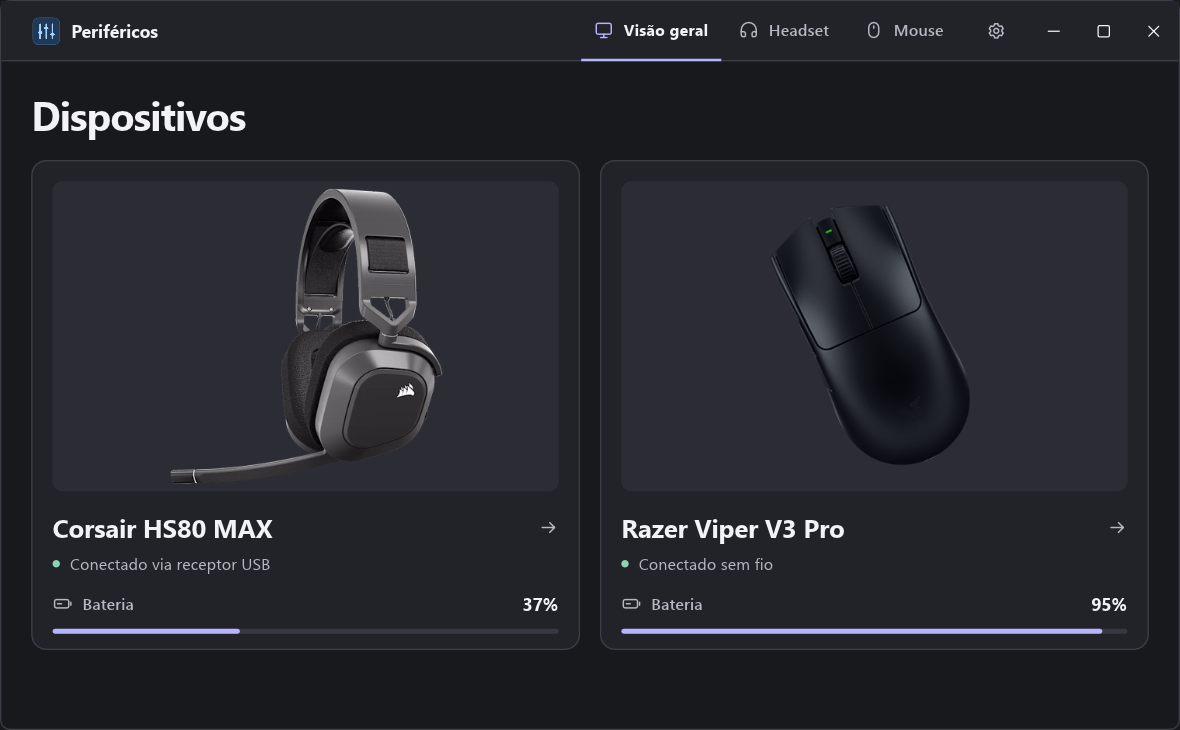 Periféricos
Visão geral
Headset
Mouse
Dispositivos
Corsair HS80 MAX
Conectado via receptor USB
Bateria
37%
Razer Viper V3 Pro
Conectado sem fio
Bateria
95%